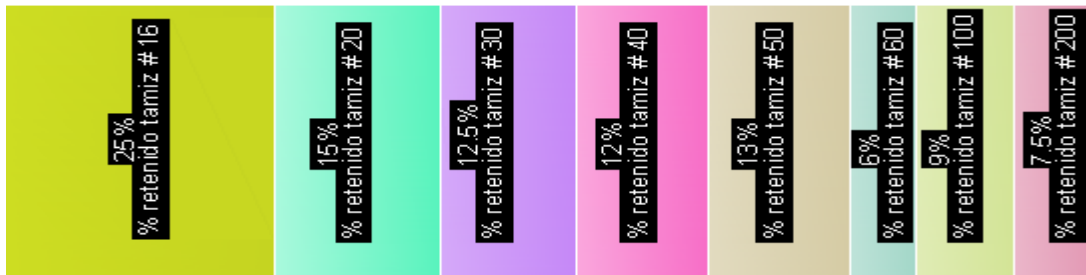 25%
% retenido tamiz # 16
15%
% retenido tamiz # 20
12.5%
% retenido tamiz # 30
12%
% retenido tamiz # 40
13%
% retenido tamiz # 50
6%
% retenido tamiz # 60
9%
% retenido tamiz # 100
7.5%
% retenido tamiz # 200